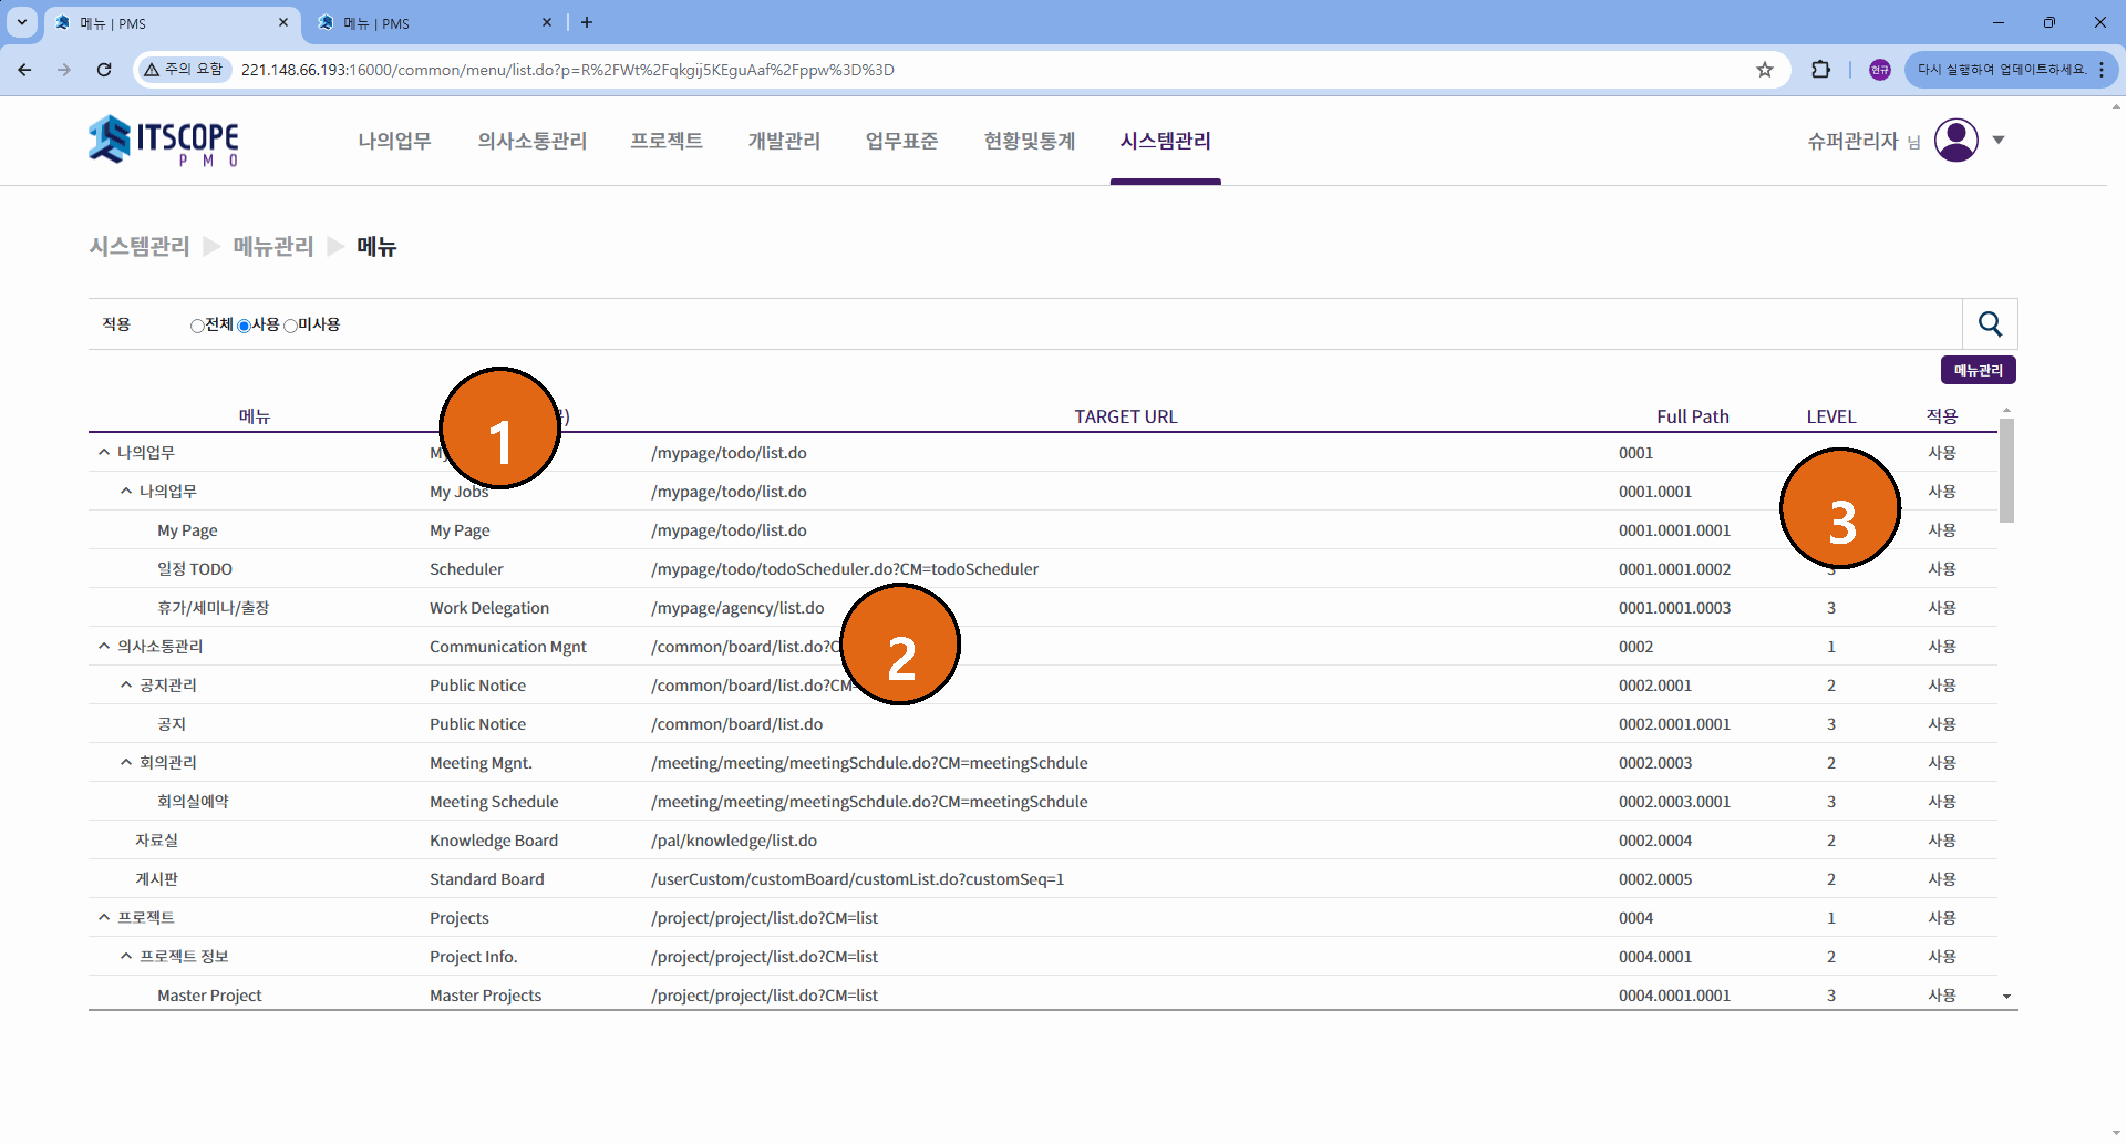 메뉴 | PMS
메뉴 | PMS
주의 요함 221.148.66.193:16000/common/menu/list.do?p=R%2FWt%2Fqkgij5KEguAaf%2Fppw%3D%3D 현규 다시 실행하여 업데이트하세요.
ITSCOPE
PMO
나의업무 의사소통관리 프로젝트 개발관리 업무표준 현황및통계 시스템관리 슈퍼관리자 님
시스템관리 메뉴관리 메뉴
적용 전체 사용 미사용
메뉴관리
메뉴 ) TARGET URL Full Path LEVEL 적용
1
나의업무 My /mypage/todo/list.do 0001 사용
나의업무 My Jobs /mypage/todo/list.do 0001.0001 사용
3
My Page My Page /mypage/todo/list.do 0001.0001.0001 사용
일정 TODO Scheduler /mypage/todo/todoScheduler.do?CM=todoScheduler 0001.0001.0002 3 사용
휴가/세미나/출장 Work Delegation /mypage/agency/list.do 0001.0001.0003 3 사용
2
의사소통관리 Communication Mgnt /common/board/list.do?C 0002 1 사용
공지관리 Public Notice /common/board/list.do?CM= 0002.0001 2 사용
공지 Public Notice /common/board/list.do 0002.0001.0001 3 사용
회의관리 Meeting Mgnt. /meeting/meeting/meetingSchdule.do?CM=meetingSchdule 0002.0003 2 사용
회의실예약 Meeting Schedule /meeting/meeting/meetingSchdule.do?CM=meetingSchdule 0002.0003.0001 3 사용
자료실 Knowledge Board /pal/knowledge/list.do 0002.0004 2 사용
게시판 Standard Board /userCustom/customBoard/customList.do?customSeq=1 0002.0005 2 사용
프로젝트 Projects /project/project/list.do?CM=list 0004 1 사용
프로젝트 정보 Project Info. /project/project/list.do?CM=list 0004.0001 2 사용
Master Project Master Projects /project/project/list.do?CM=list 0004.0001.0001 3 사용